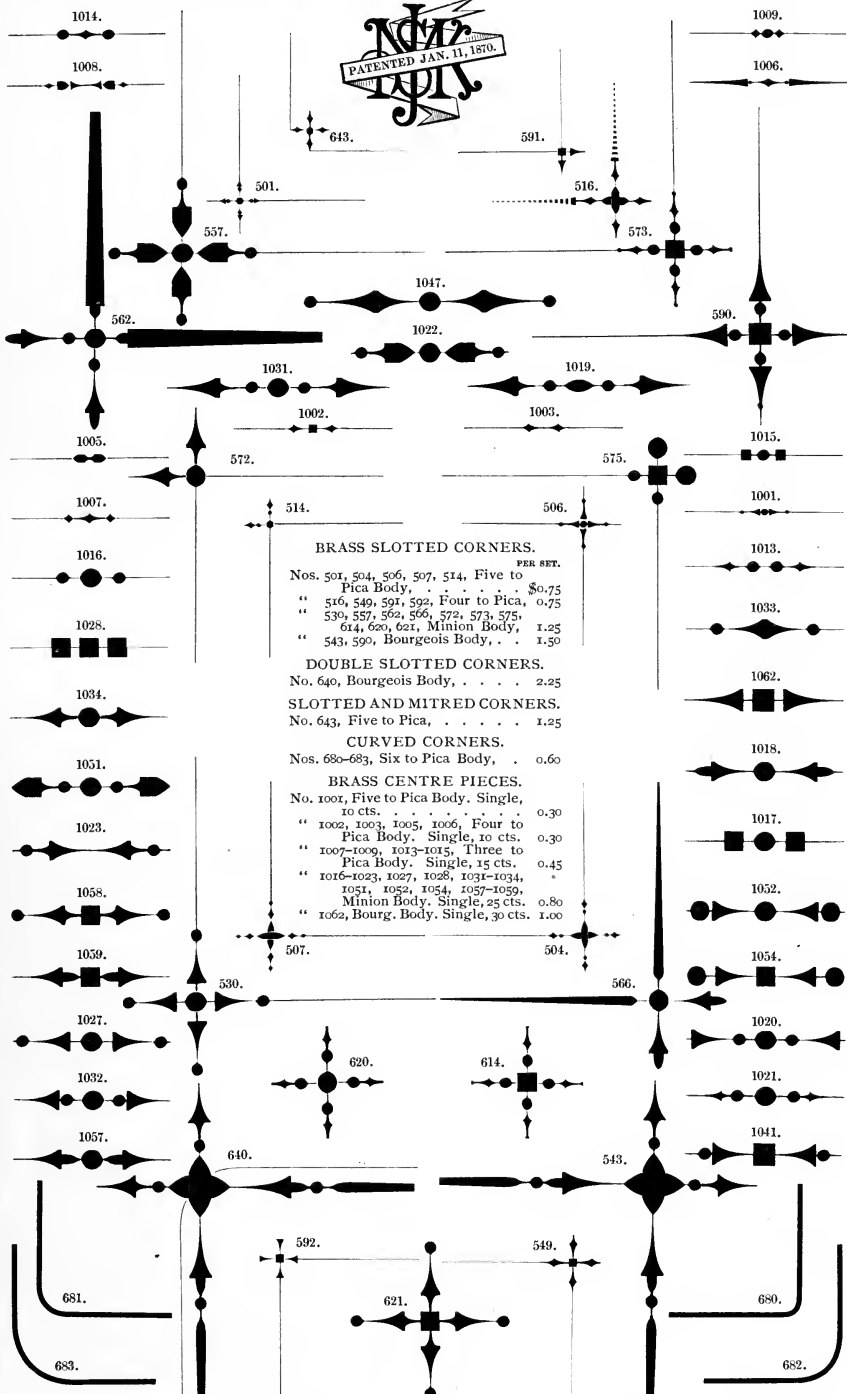 1014.
1009.
NJKS
PATENTED JAN. 11, 1870.
1008.
1006.
643.
591.
501.
516.
557.
573.
1047.
562.
590.
1022.
1031.
1019.
1002.
1003.
1005.
572.
575.
1015.
1007.
514.
506.
1001.
1016.
1013.
1028.
1033.
1034.
1062.
1051.
1018.
1023.
1017.
1058.
1052.
BRASS SLOTTED CORNERS.
PER SET.
Nos. 501, 504, 506, 507, 514, Five to
Pica Body, . . . . . . $0.75
“ 516, 549, 591, 592, Four to Pica, 0.75
“ 530, 557, 562, 566, 572, 573, 575,
614, 620, 621, Minion Body, 1.25
“ 543, 590, Bourgeois Body, . . 1.50
DOUBLE SLOTTED CORNERS.
No. 640, Bourgeois Body, . . . . 2.25
SLOTTED AND MITRED CORNERS.
No. 643, Five to Pica, . . . . . 1.25
CURVED CORNERS.
Nos. 680-683, Six to Pica Body, . 0.60
BRASS CENTRE PIECES.
No. 1001, Five to Pica Body. Single,
10 cts. . . . . . . . . 0.30
“ 1002, 1003, 1005, 1006, Four to
Pica Body. Single, 10 cts. 0.30
“ 1007-1009, 1013-1015, Three to
Pica Body. Single, 15 cts. 0.45
“ 1016-1023, 1027, 1028, 1031-1034,
1051, 1052, 1054, 1057-1059,
Minion Body. Single, 25 cts. 0.80
“ 1062, Bourg. Body. Single, 30 cts. 1.00
507.
504.
1059.
1054.
530.
566.
1027.
1020.
620.
614.
1032.
1021.
1057.
1041.
640.
543.
592.
549.
681.
680.
621.
683.
682.